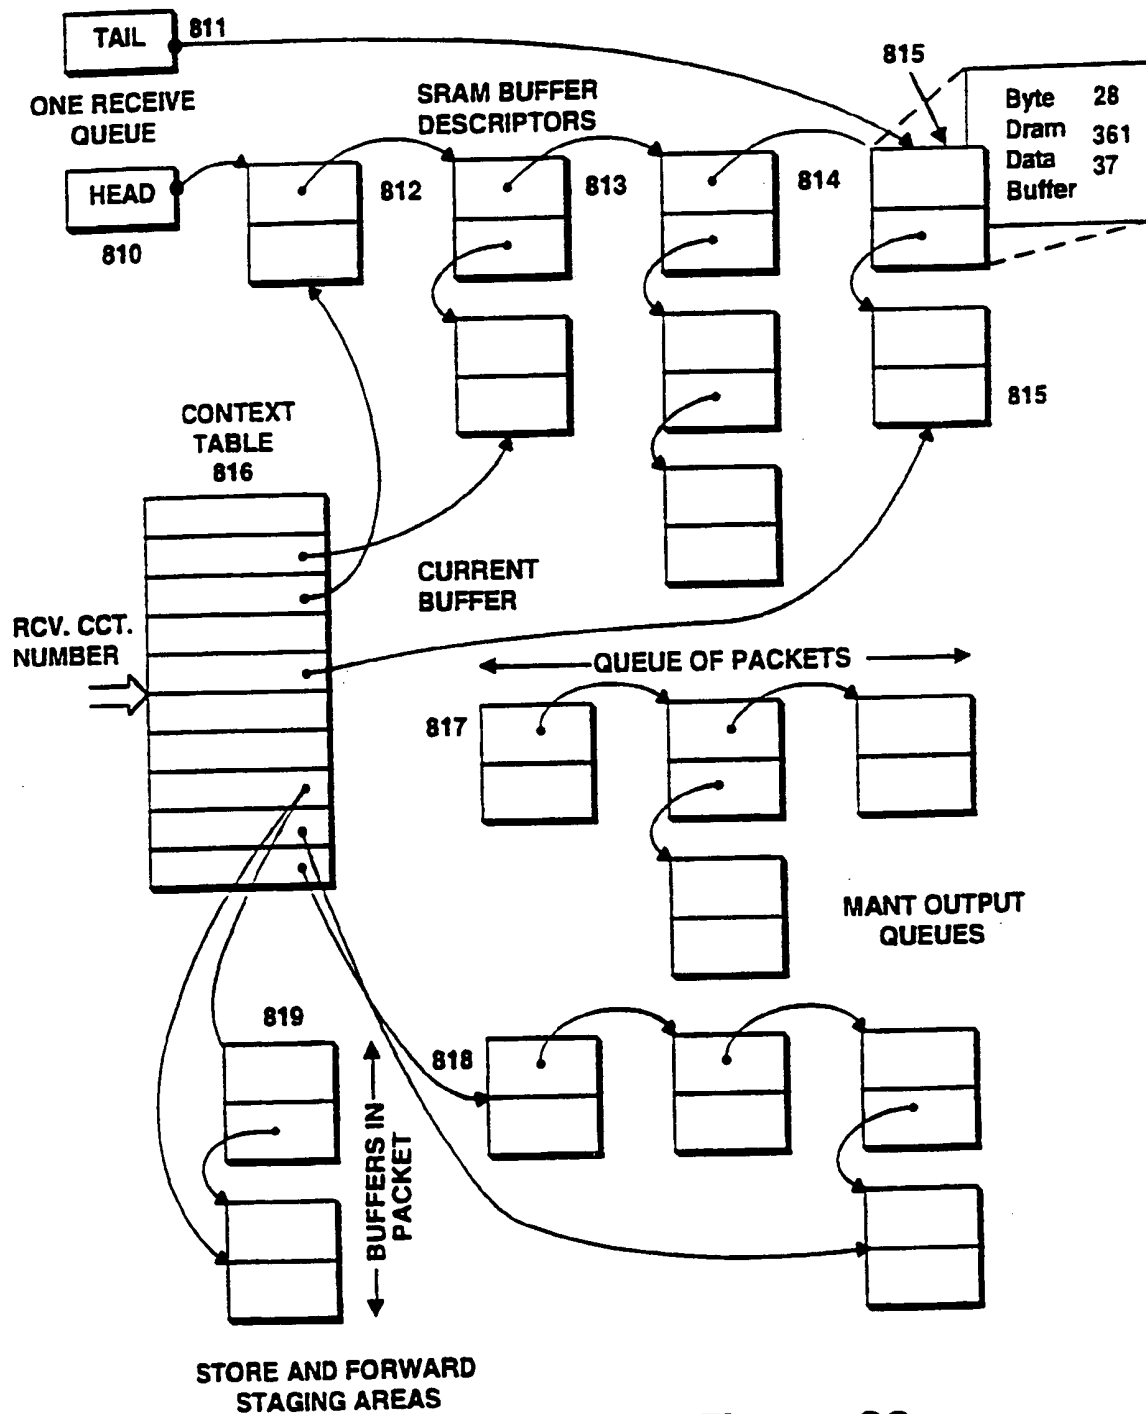 TAIL
811
ONE RECEIVE
QUEUE
HEAD
810
SRAM BUFFER
DESCRIPTORS
812
813
814
815
Byte 28
Dram 361
Data 37
Buffer
815
CONTEXT
TABLE
816
CURRENT
BUFFER
RCV. CCT.
NUMBER
QUEUE OF PACKETS
817
MANT OUTPUT
QUEUES
819
818
BUFFERS IN
PACKET
STORE AND FORWARD
STAGING AREAS